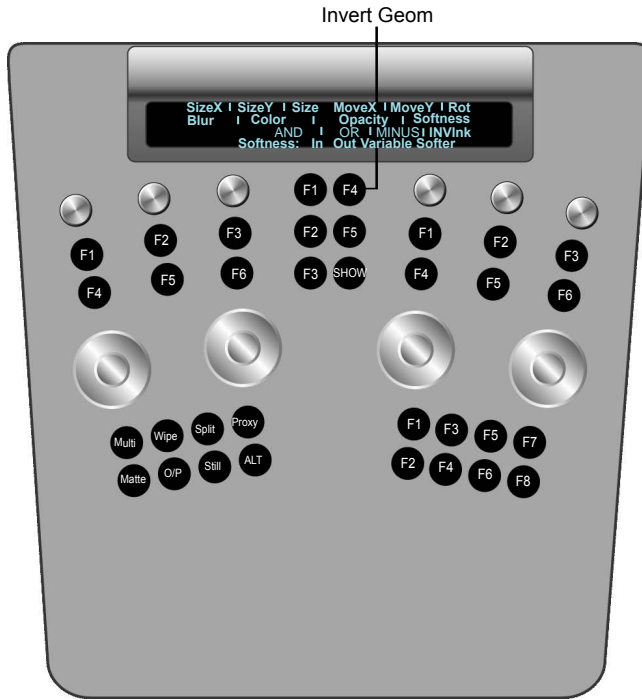 Invert Geom
SizeX | SizeY | Size MoveX | MoveY | Rot
Blur | Color | Opacity | Softness
AND | OR | MINUS | INVInk
Softness: In Out Variable Softer
F1 F4
F1 F2 F3 F2 F5 F1 F2 F3
F4 F5 F6 F3 SHOW F4 F5 F6
Multi Wipe Split Proxy F1 F3 F5 F7
Matte O/P Still ALT F2 F4 F6 F8